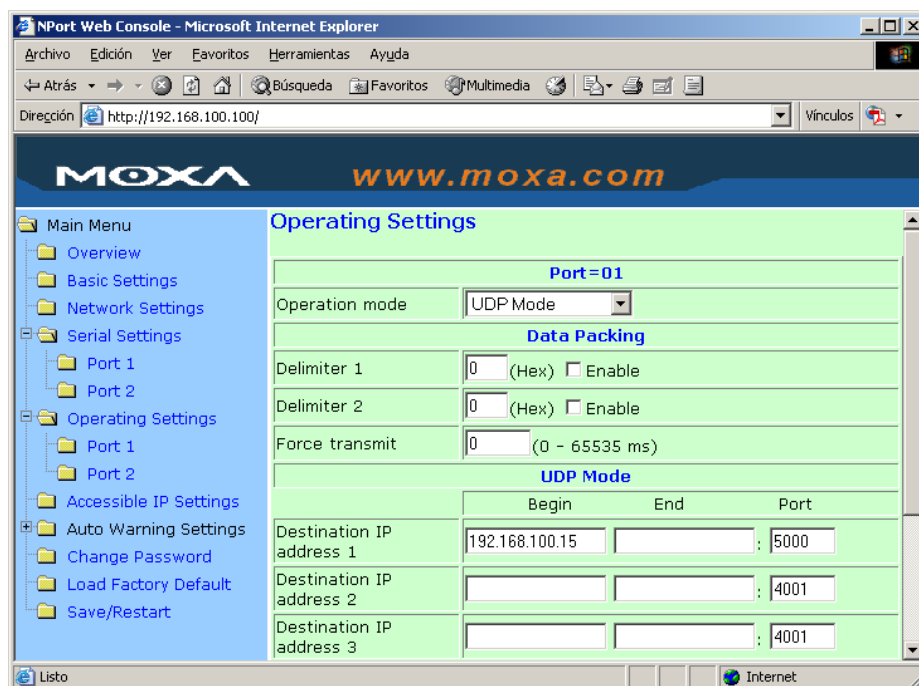 NPort Web Console - Microsoft Internet Explorer
Archivo Edición Ver Favoritos Herramientas Ayuda
Atrás Búsqueda Favoritos Multimedia
Dirección http://192.168.100.100/ Vínculos
MOXA www.moxa.com
Main Menu
Overview
Basic Settings
Network Settings
Serial Settings
Port 1
Port 2
Operating Settings
Port 1
Port 2
Accessible IP Settings
Auto Warning Settings
Change Password
Load Factory Default
Save/Restart
Operating Settings
Port=01
Operation mode UDP Mode
Data Packing
Delimiter 1 0 (Hex) Enable
Delimiter 2 0 (Hex) Enable
Force transmit 0 (0 - 65535 ms)
UDP Mode
Begin End Port
Destination IP address 1 192.168.100.15 : 5000
Destination IP address 2 : 4001
Destination IP address 3 : 4001
Listo Internet